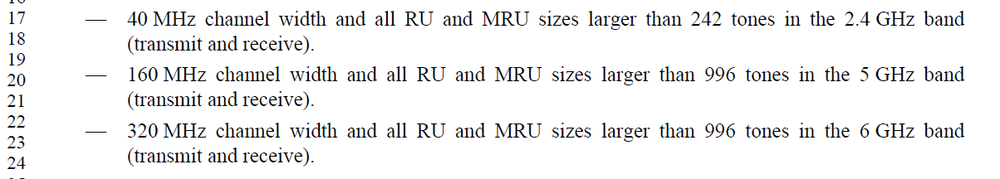 17 — 40 MHz channel width and all RU and MRU sizes larger than 242 tones in the 2.4 GHz band
18 (transmit and receive).
19
20 — 160 MHz channel width and all RU and MRU sizes larger than 996 tones in the 5 GHz band
21 (transmit and receive).
22
23 — 320 MHz channel width and all RU and MRU sizes larger than 996 tones in the 6 GHz band
24 (transmit and receive).